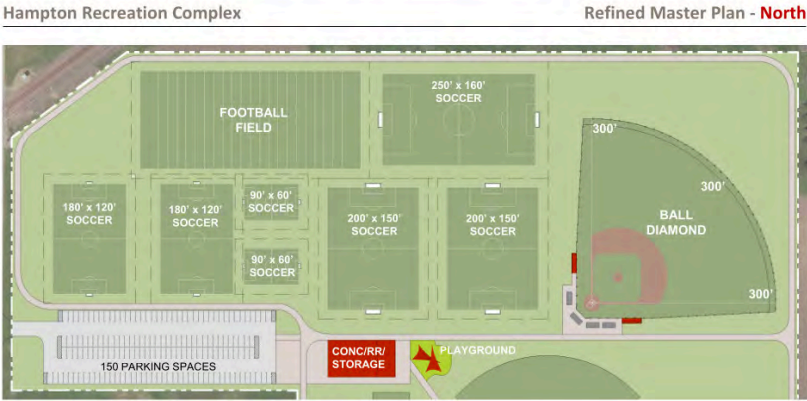 Hampton Recreation Complex
Refined Master Plan - North
FOOTBALL
FIELD
250' x 160'
SOCCER
300'
300'
180' x 120'
SOCCER
180' x 120'
SOCCER
90' x 60'
SOCCER
200' x 150'
SOCCER
200' x 150'
SOCCER
BALL
DIAMOND
90' x 60'
SOCCER
300'
150 PARKING SPACES
CONC/RR/
STORAGE
PLAYGROUND